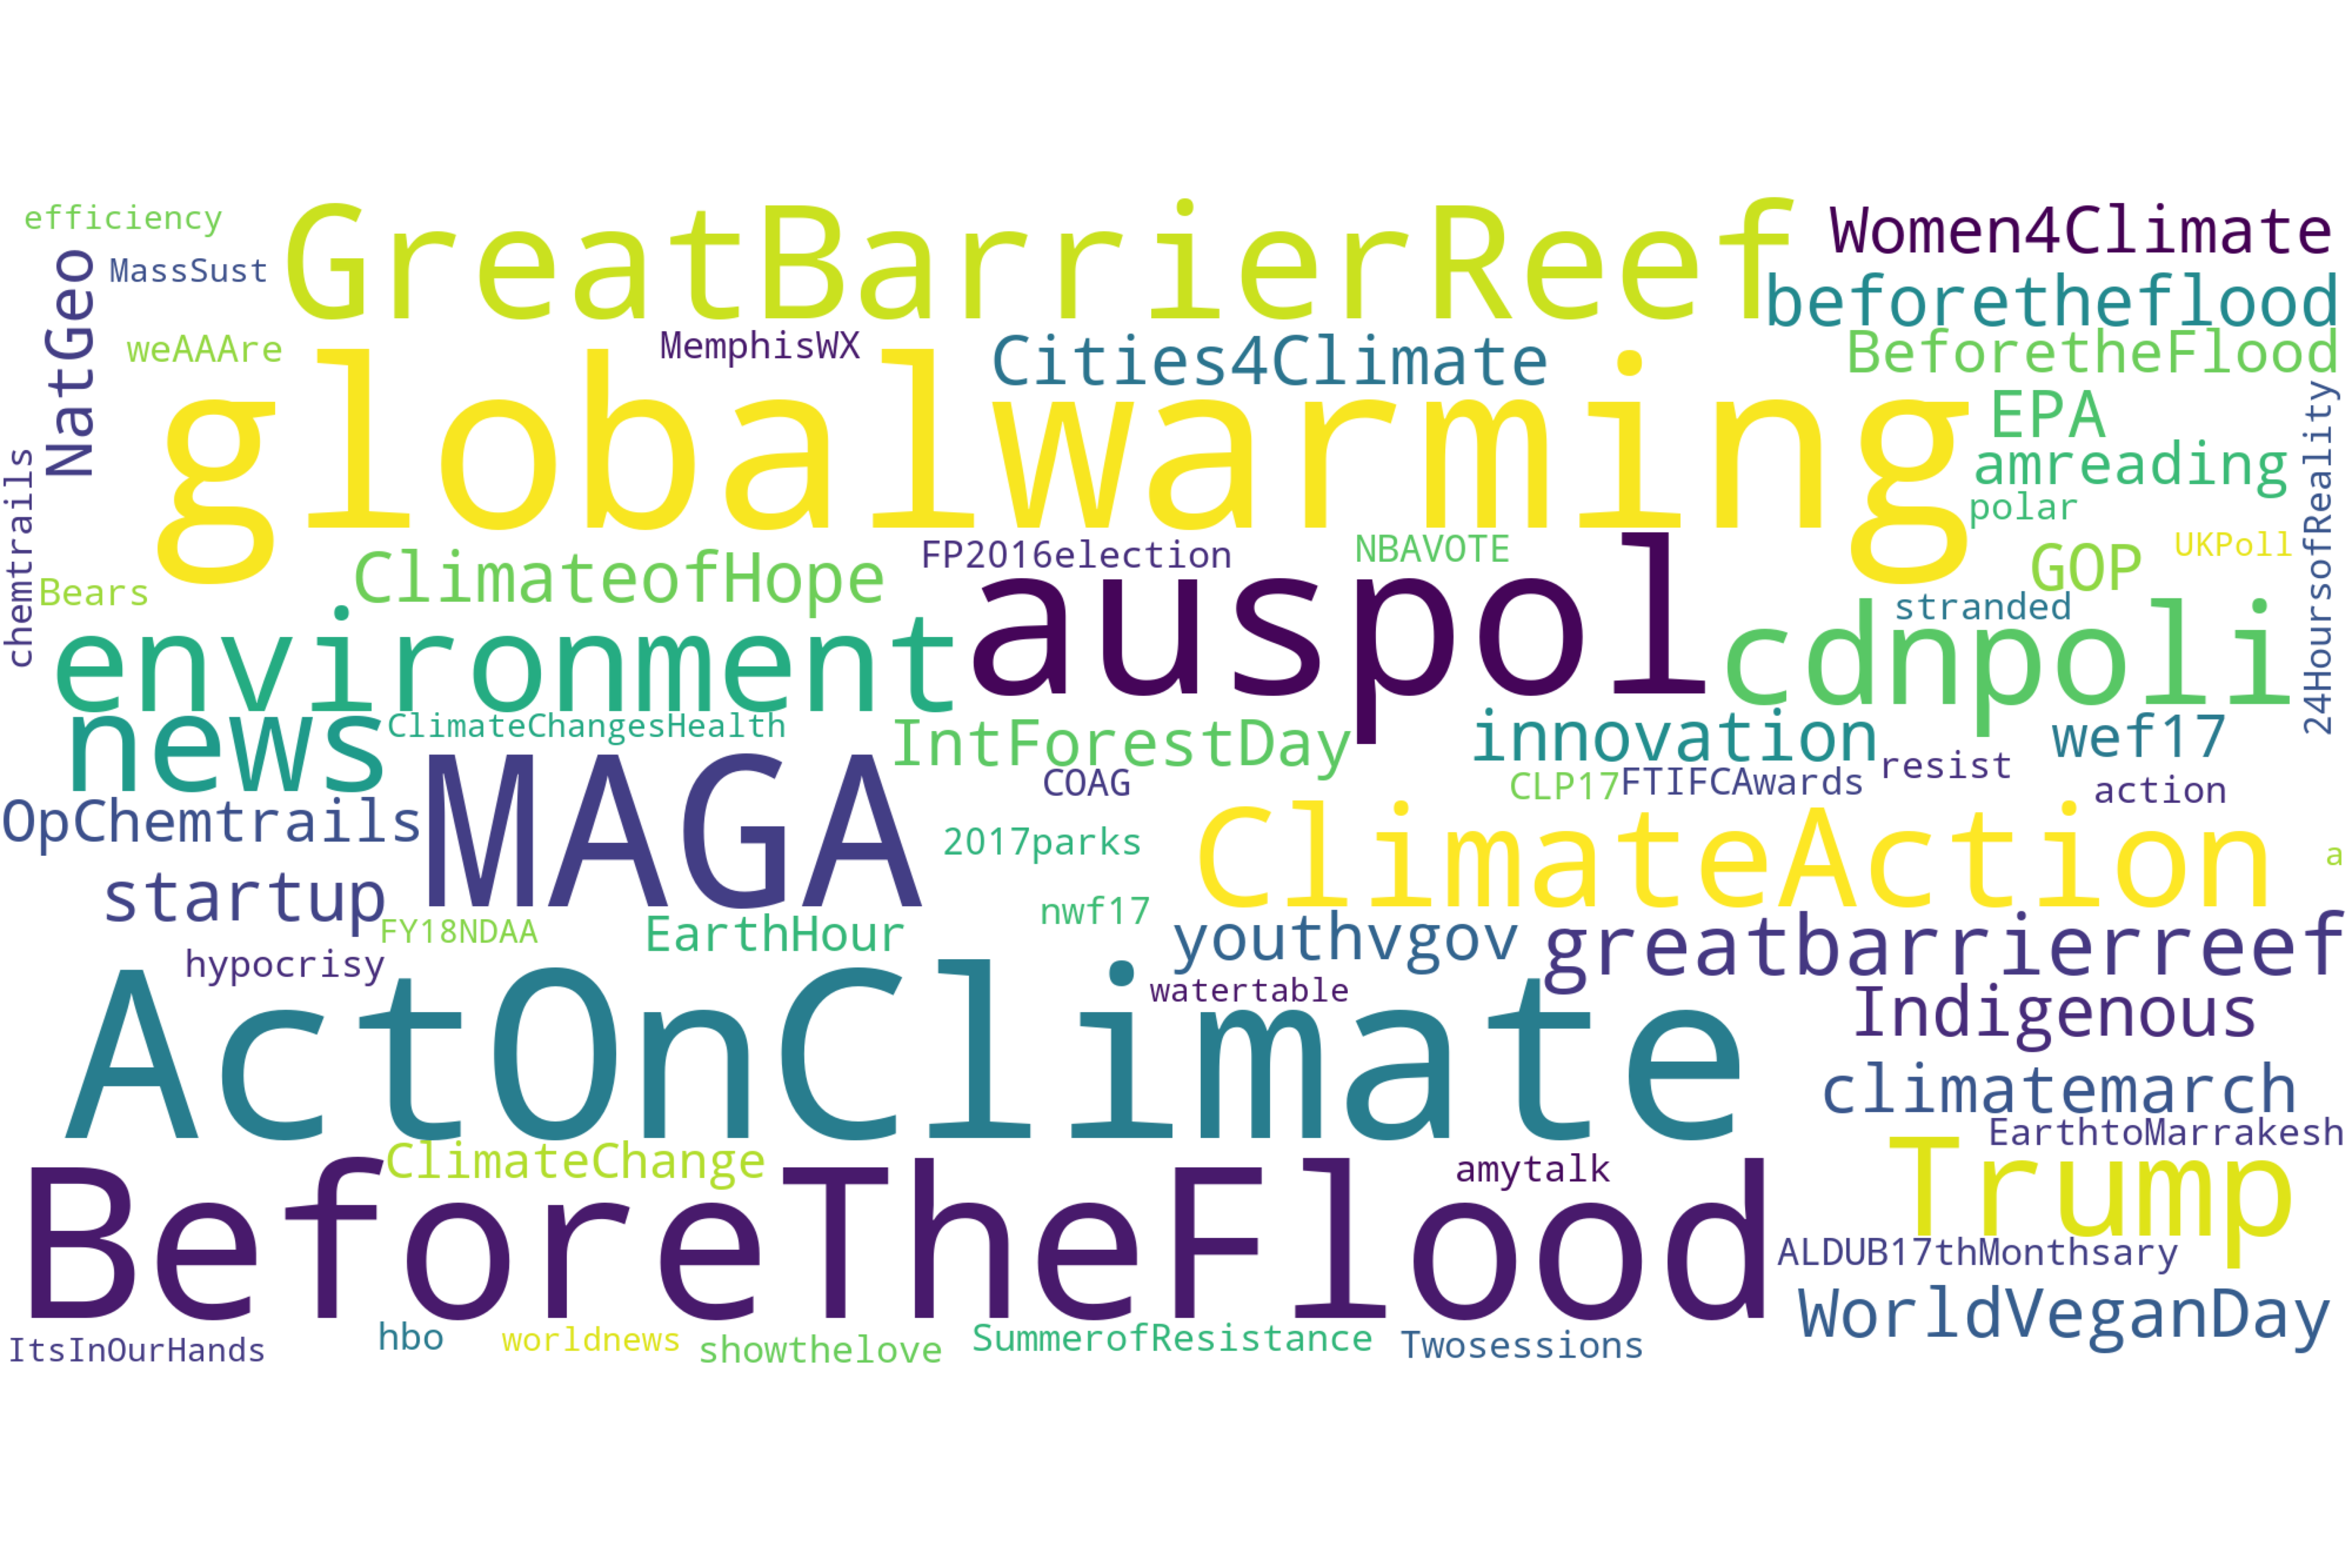 efficiency
GreatBarrierReef
Women4Climate
MassSust
NatGeo
beforetheflood
weAAAre
MemphisWX
Cities4Climate
BeforetheFlood
globalwarming
EPA
amreading
24HoursofReality
chemtrails
polar
FP2016election
NBAVOTE
UKPoll
ClimateofHope
GOP
Bears
auspol
stranded
environment
cdnpoli
news
ClimateChangesHealth
IntForestDay
innovation
wef17
resist
COAG
CLP17
FTIFCAwards
action
OpChemtrails
MAGA
2017parks
ClimateAction
a
startup
nwf17
FY18NDAA
EarthHour
youthvgov
greatbarrierreef
hypocrisy
watertable
Indigenous
ActOnClimate
climatemarch
EarthtoMarrakesh
ClimateChange
amytalk
Trump
BeforeTheFlood
ALDUB17thMonthsary
WorldVeganDay
ItsInOurHands
hbo
worldnews
showthelove
SummerofResistance
Twosessions